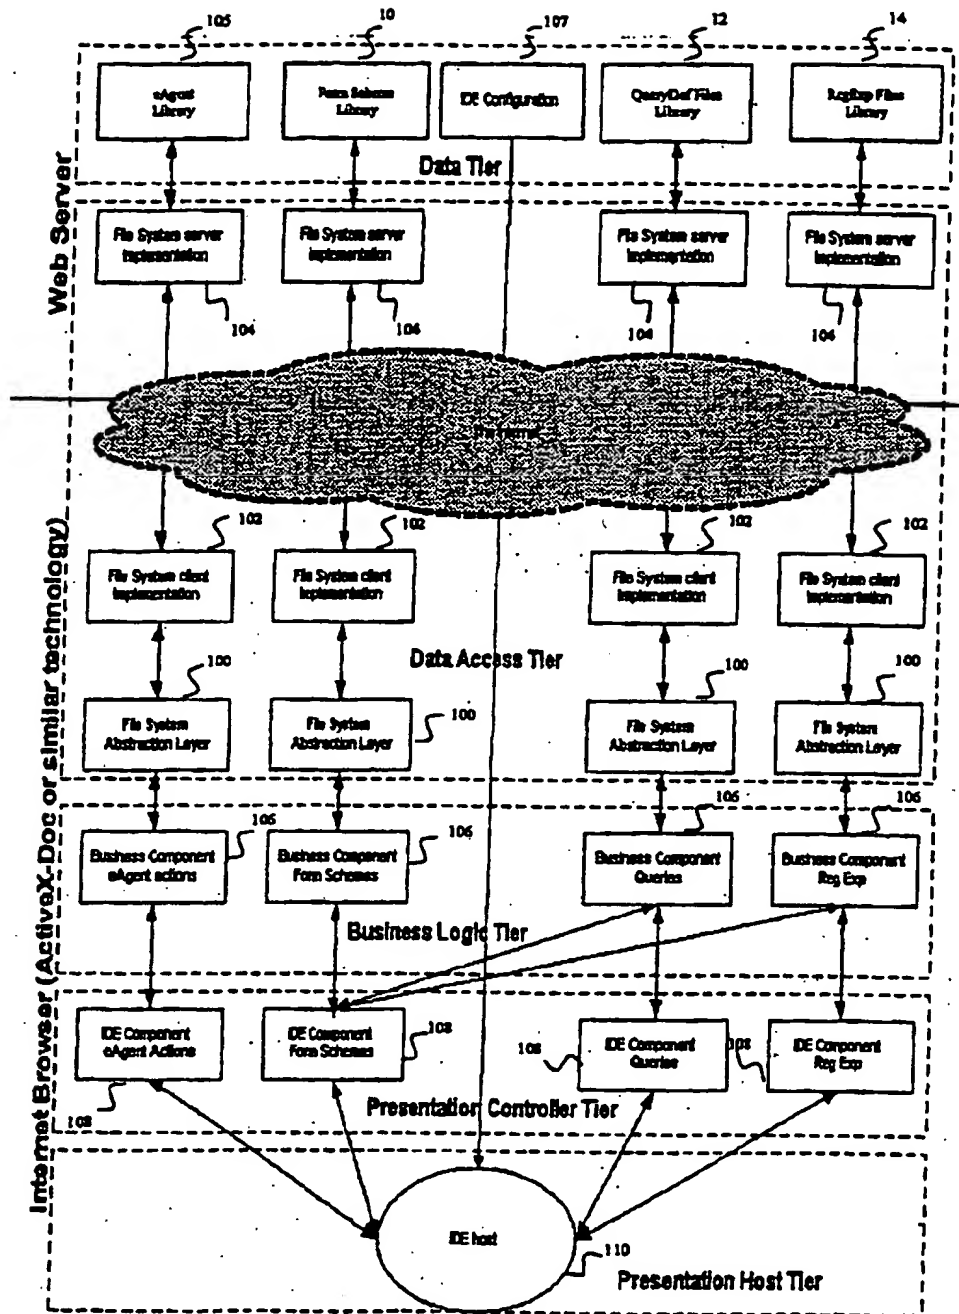 105
10
107
12
14
eAgent
Library
Library
IDE Configuration
QueryDef Files
Library
RegExp Files
Library
Data Tier
Web Server
File System server
Implementation
File System server
Implementation
File System server
Implementation
File System server
Implementation
104
106
104
104
102
102
102
102
File System client
Implementation
File System client
Implementation
File System client
Implementation
File System client
Implementation
Data Access Tier
100
100
100
100
File System
Abstraction Layer
File System
Abstraction Layer
File System
Abstraction Layer
File System
Abstraction Layer
Internet Browser (ActiveX-Doc or similar technology)
106
106
106
106
Business Component
eAgent actions
Business Component
Form Schemes
Business Component
Queries
Business Component
Reg Exp
Business Logic Tier
IDE Component
eAgent Actions
IDE Component
Form Schemes
IDE Component
Queries
IDE Component
Reg Exp
108
108
108
108
Presentation Controller Tier
IDE host
110
Presentation Host Tier